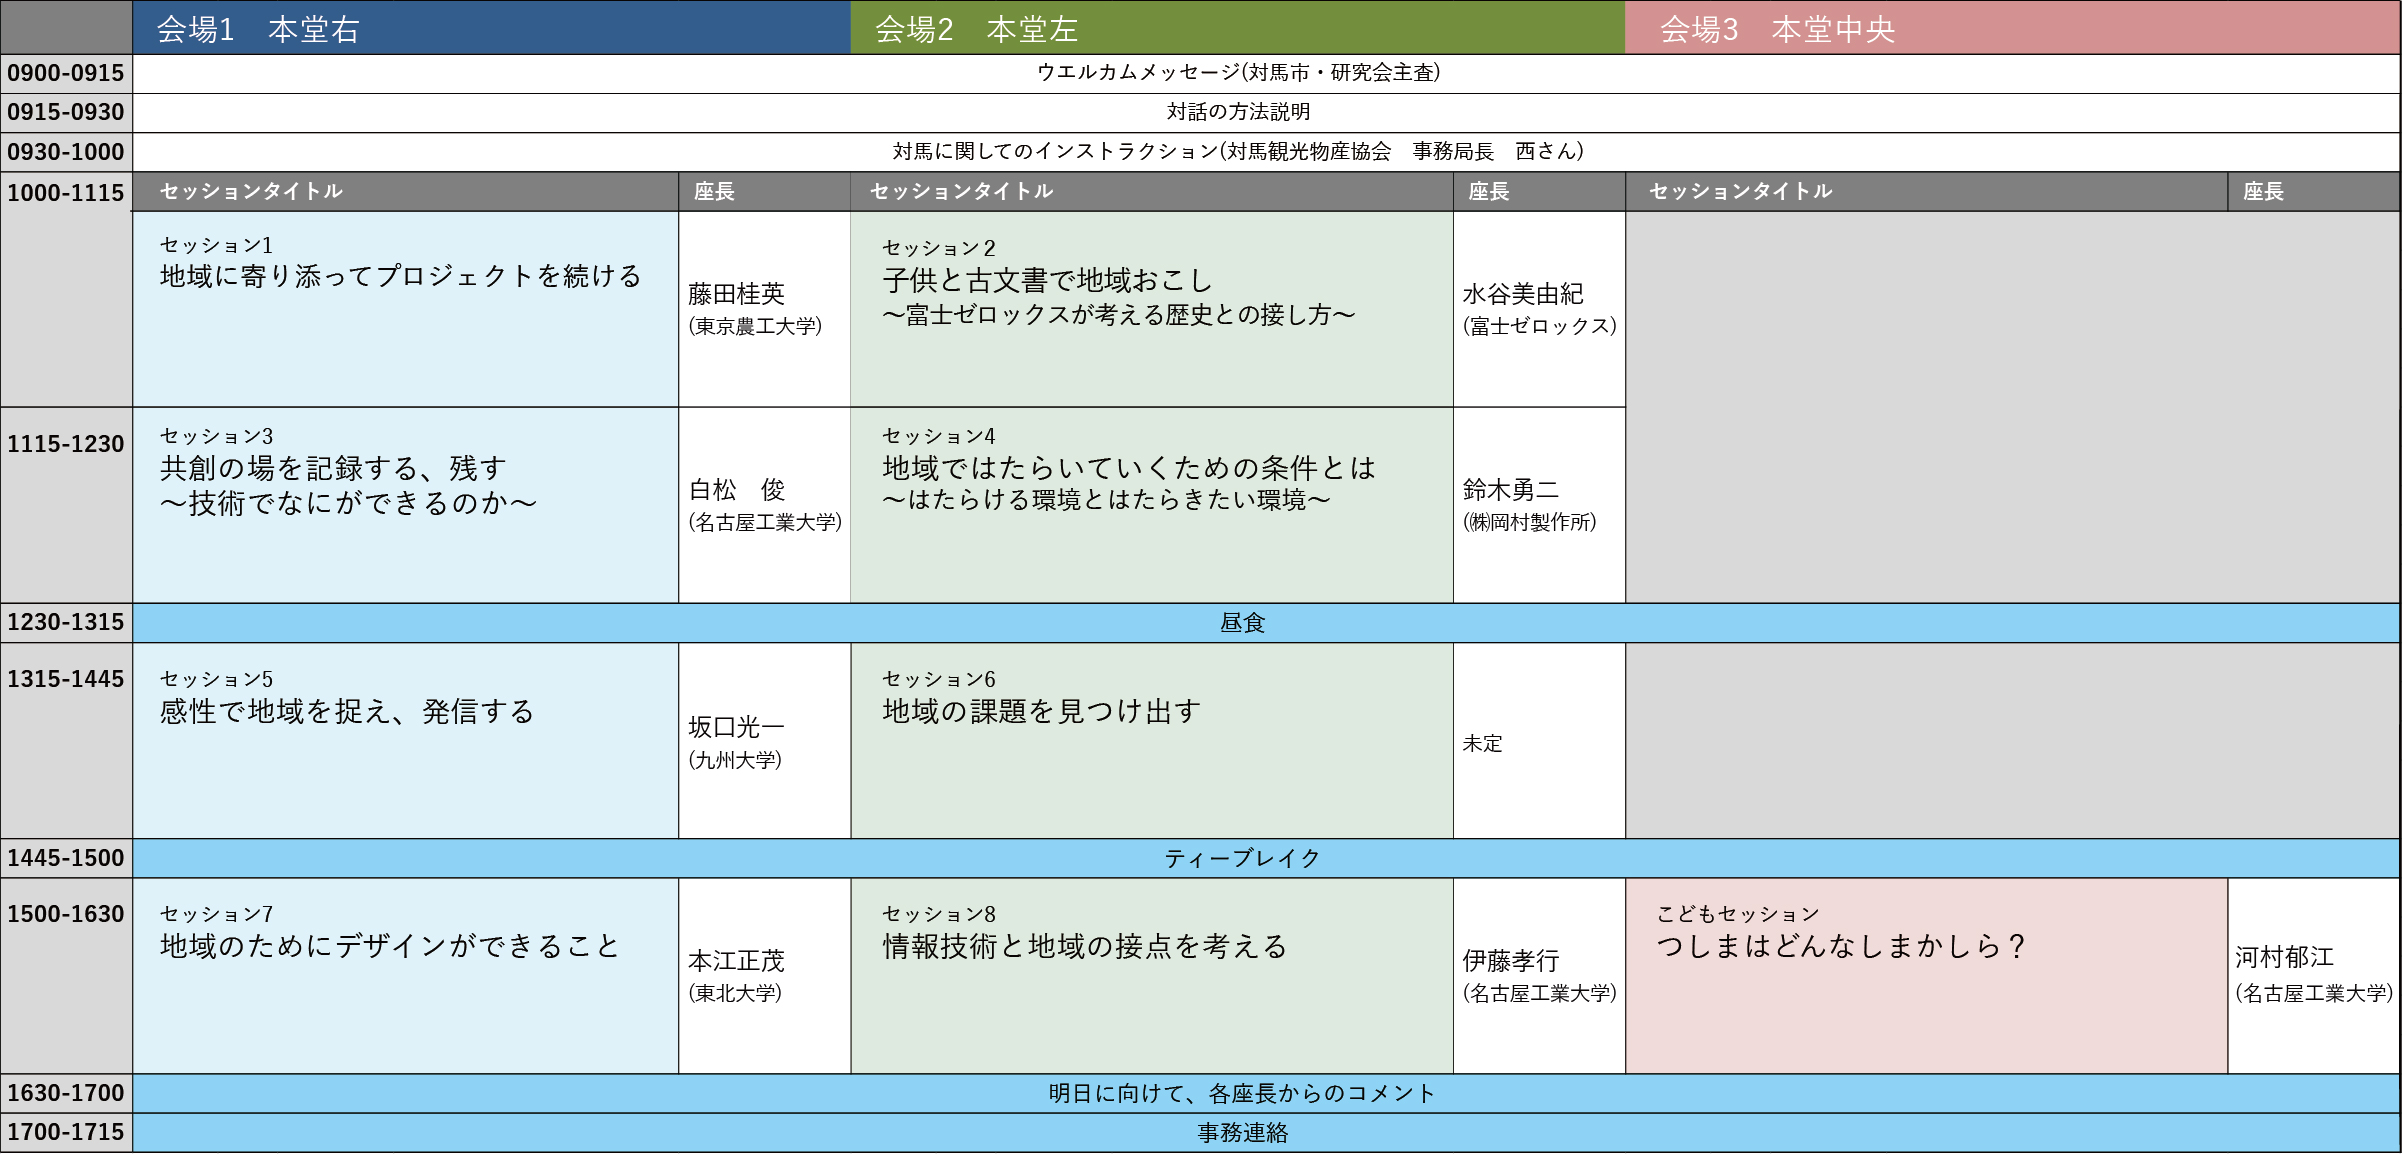 会場1　本堂右
会場2　本堂左
会場3　本堂中央
0900-0915
ウエルカムメッセージ(対馬市・研究会主査)
0915-0930
対話の方法説明
0930-1000
対馬に関してのインストラクション(対馬観光物産協会　事務局長　西さん)
1000-1115
セッションタイトル
座長
セッションタイトル
座長
セッションタイトル
座長
セッション1
地域に寄り添ってプロジェクトを続ける
藤田桂英
(東京農工大学)
セッション２
子供と古文書で地域おこし
～富士ゼロックスが考える歴史との接し方～
水谷美由紀
(富士ゼロックス)
1115-1230
セッション3
共創の場を記録する、残す
～技術でなにができるのか～
白松　俊
(名古屋工業大学)
セッション4
地域ではたらいていくための条件とは
～はたらける環境とはたらきたい環境～
鈴木勇二
(㈱岡村製作所)
1230-1315
昼食
1315-1445
セッション5
感性で地域を捉え、発信する
坂口光一
(九州大学)
セッション6
地域の課題を見つけ出す
未定
1445-1500
ティーブレイク
1500-1630
セッション7
地域のためにデザインができること
本江正茂
(東北大学)
セッション8
情報技術と地域の接点を考える
伊藤孝行
(名古屋工業大学)
こどもセッション
つしまはどんなしまかしら？
河村郁江
(名古屋工業大学)
1630-1700
明日に向けて、各座長からのコメント
1700-1715
事務連絡